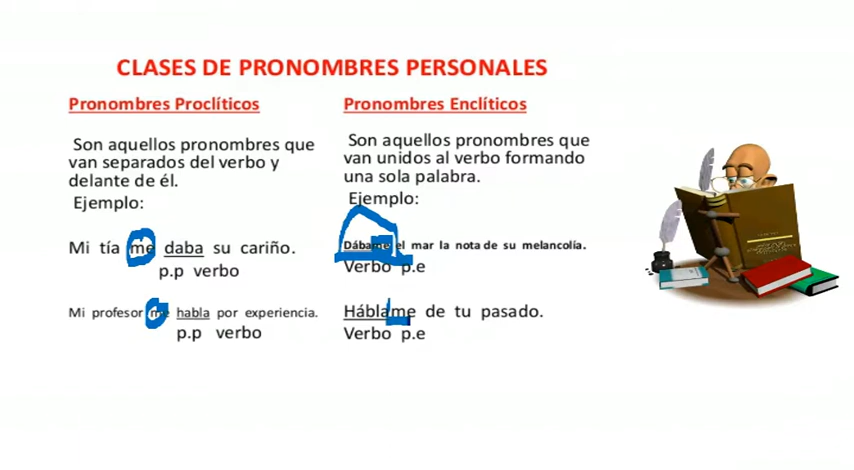 CLASES DE PRONOMBRES PERSONALES
Pronombres Proclíticos
Son aquellos pronombres que
van separados del verbo y
delante de él.
Ejemplo:
Mi tía me daba su cariño.
p.p verbo
Mi profesor me habla por experiencia.
p.p verbo
Pronombres Enclíticos
Son aquellos pronombres que
van unidos al verbo formando
una sola palabra.
Ejemplo:
Dábame el mar la nota de su melancolía.
Verbo p.e
Háblame de tu pasado.
Verbo p.e